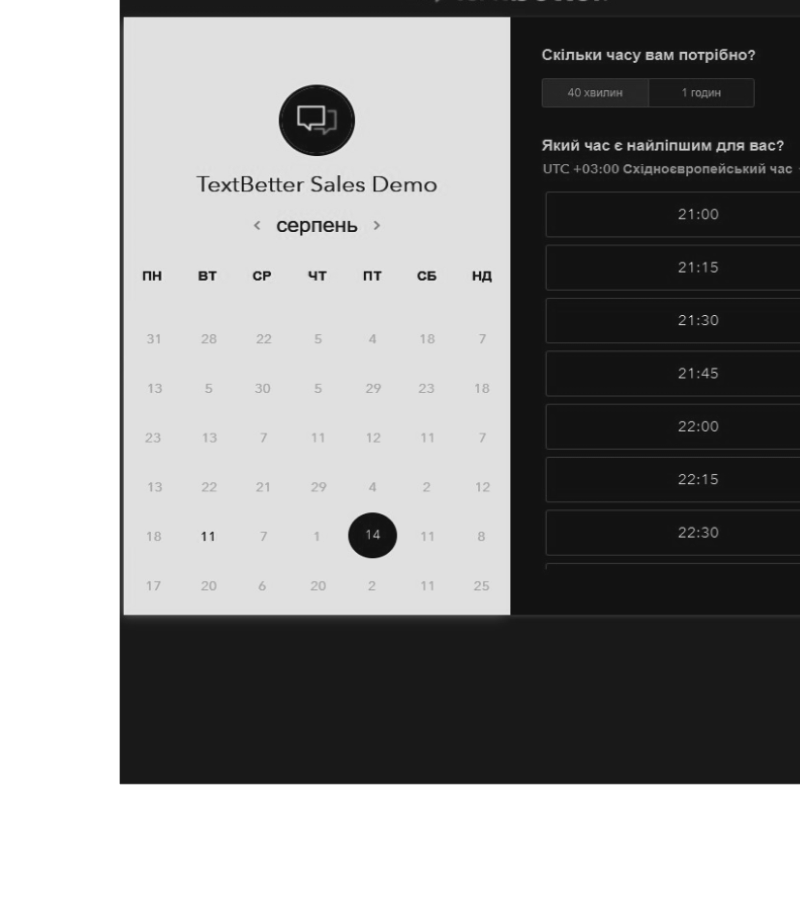 TextBetter Sales Demo
‹ серпень ›
ПН ВТ СР ЧТ ПТ СБ НД
31 28 22 5 4 18 7
13 5 30 5 29 23 18
23 13 7 11 12 11 7
13 22 21 29 4 2 12
18 11 7 1 14 11 8
17 20 6 20 2 11 25
Скільки часу вам потрібно?
40 хвилин 1 годин
Який час є найліпшим для вас?
UTC +03:00 Східноєвропейський час
21:00
21:15
21:30
21:45
22:00
22:15
22:30